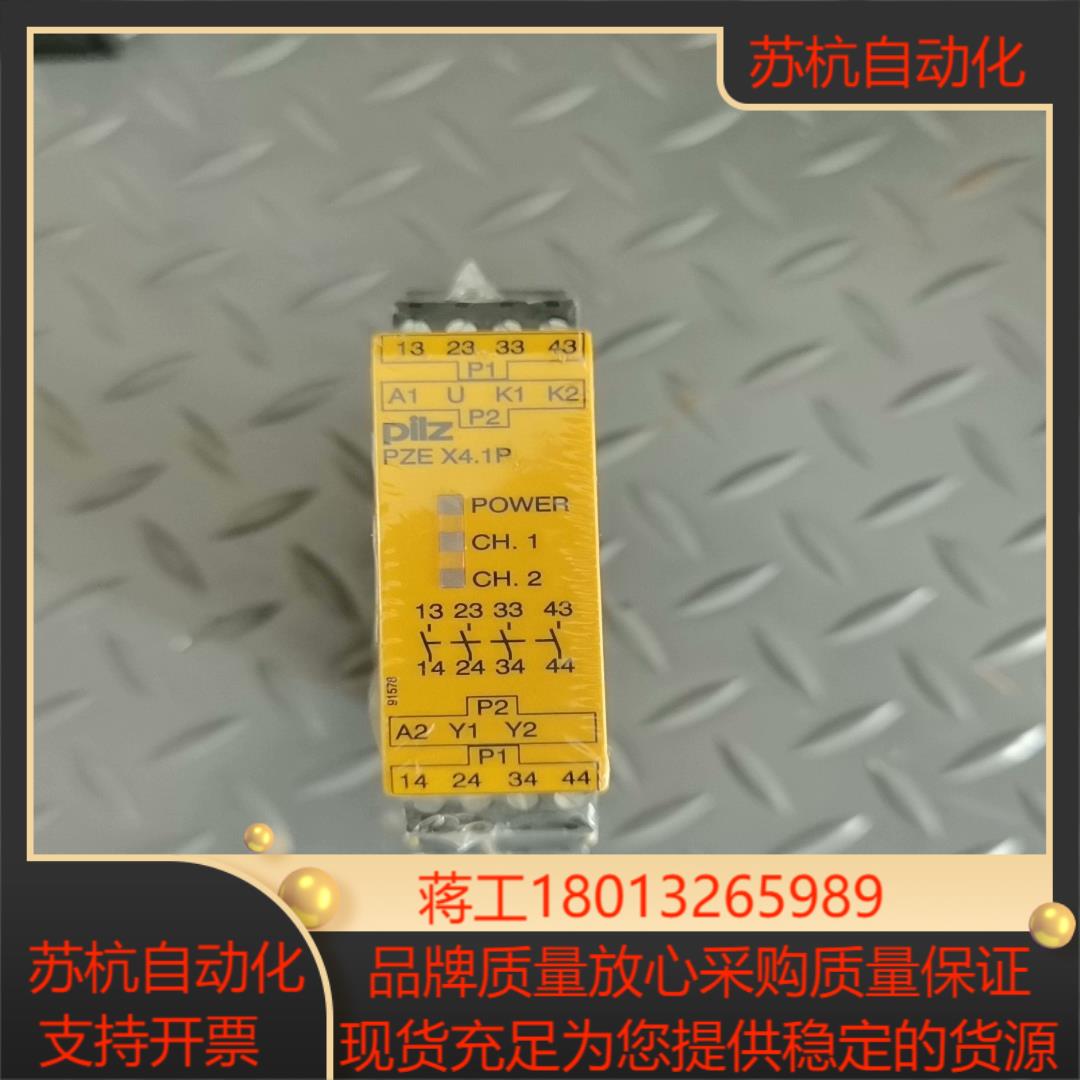 苏杭自动化
13 23 33 43
P1
A1 U K1 K2
P2
pilz
PZE X4.1P
POWER
CH. 1
CH. 2
13 23 33 43
14 24 34 44
91578
P2
A2 Y1 Y2
P1
14 24 34 44
蒋工18013265989
苏杭自动化
支持开票
品牌质量放心采购质量保证
现货充足为您提供稳定的货源